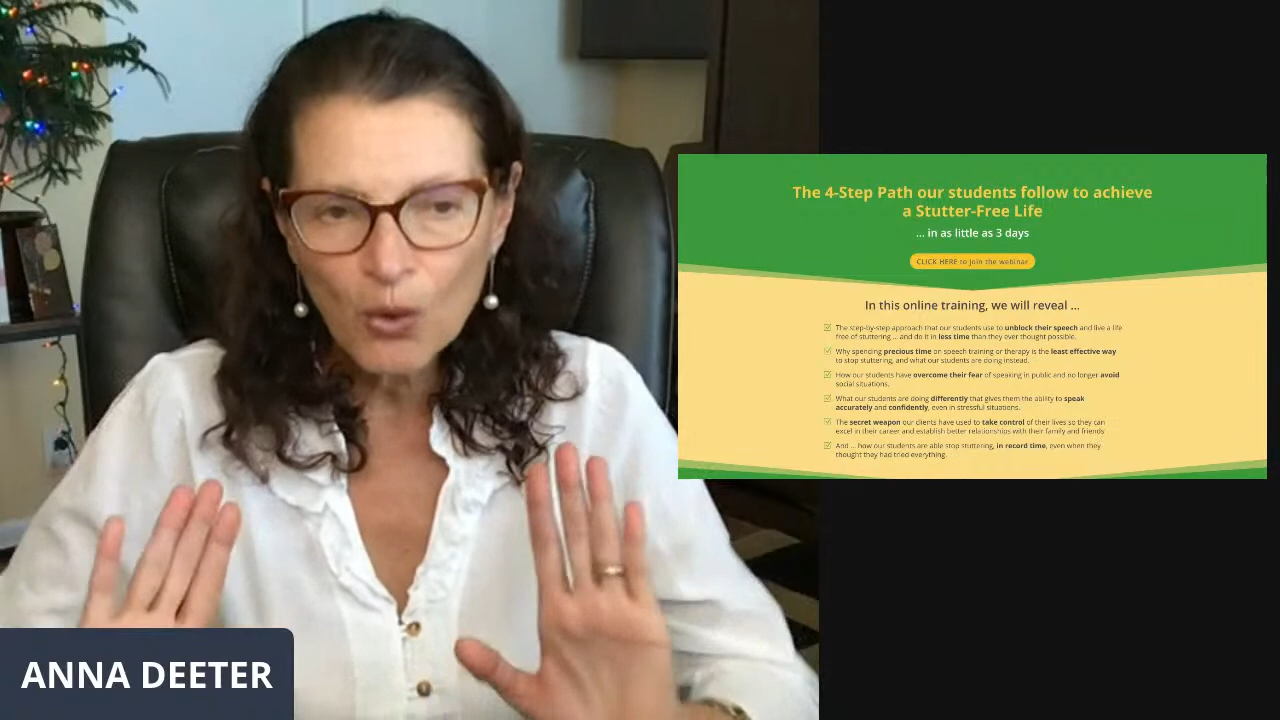 The 4-Step Path our students follow to achieve
a Stutter-Free Life
... in as little as 3 days
CLICK HERE to join the webinar
In this online training, we will reveal ...
The step-by-step approach that our students use to unblock their speech and live a life
free of stuttering ... and do it in less time than they ever thought possible.
Why spending precious time on speech training or therapy is the least effective way
to stop stuttering, and what our students are doing instead.
How our students have overcome their fear of speaking in public and no longer avoid
social situations.
What our students are doing differently that gives them the ability to speak
accurately and confidently, even in stressful situations.
The secret weapon our clients have used to take control of their lives so they can
excel in their career and establish better relationships with their family and friends
And ... how our students are able stop stuttering, in record time, even when they
thought they had tried everything.
ANNA DEETER